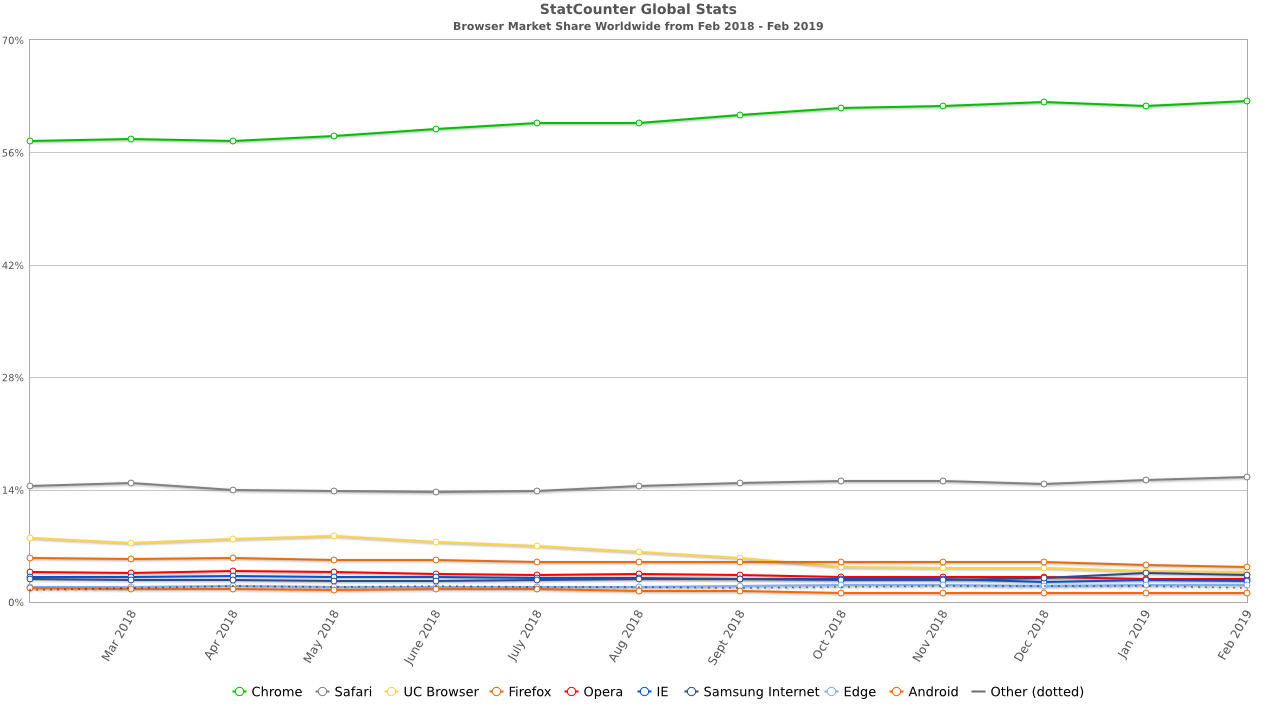 StatCounter Global Stats
Browser Market Share Worldwide from Feb 2018 - Feb 2019
70%
56%
42%
28%
14%
0%
Mar 2018 Apr 2018 May 2018 June 2018 July 2018 Aug 2018 Sept 2018 Oct 2018 Nov 2018 Dec 2018 Jan 2019 Feb 2019
Chrome Safari UC Browser Firefox Opera IE Samsung Internet Edge Android Other (dotted)